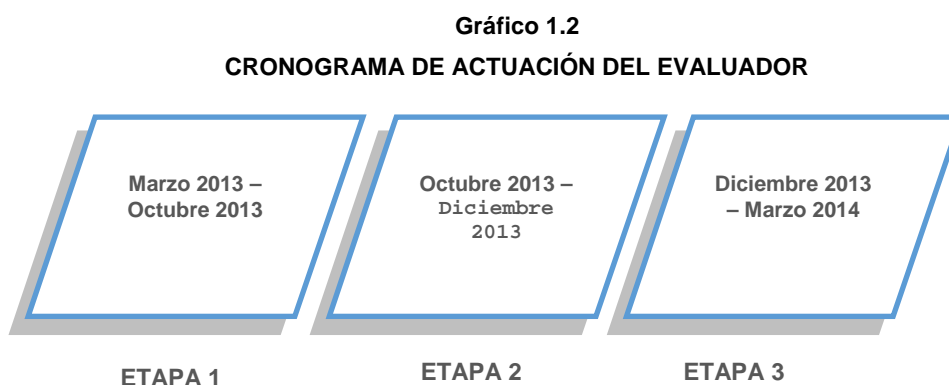 Gráfico 1.2
CRONOGRAMA DE ACTUACIÓN DEL EVALUADOR
Marzo 2013 –
Octubre 2013
Octubre 2013 –
Diciembre
2013
Diciembre 2013
– Marzo 2014
ETAPA 1
ETAPA 2
ETAPA 3